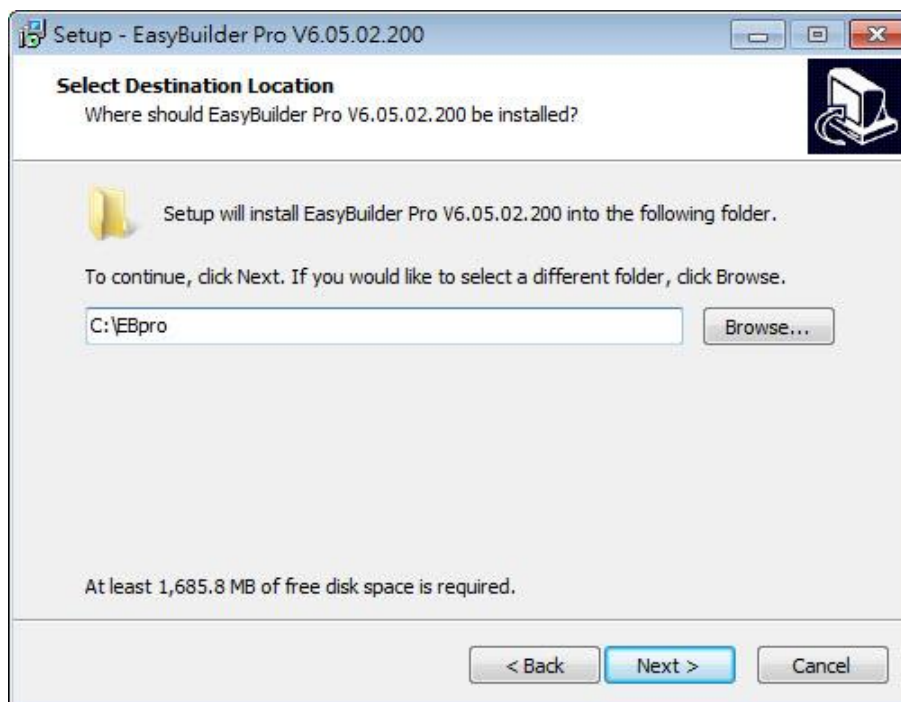 Setup - EasyBuilder Pro V6.05.02.200
Select Destination Location
Where should EasyBuilder Pro V6.05.02.200 be installed?
Setup will install EasyBuilder Pro V6.05.02.200 into the following folder.
To continue, click Next. If you would like to select a different folder, click Browse.
C:\EBpro
Browse...
At least 1,685.8 MB of free disk space is required.
< Back
Next >
Cancel